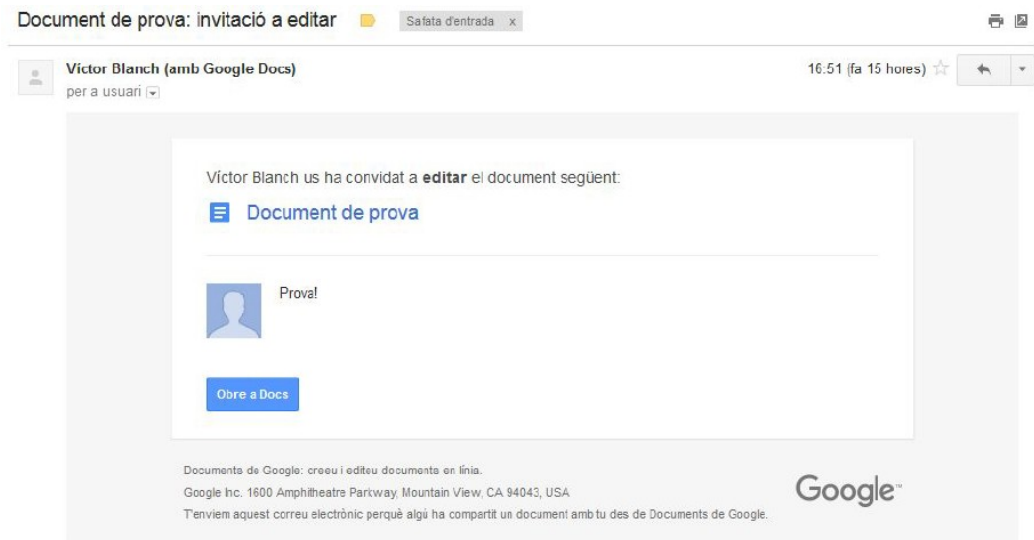 Document de prova: invitació a editar
Safata d'entrada x
Víctor Blanch (amb Google Docs)
16:51 (fa 15 hores)
per a usuari
Víctor Blanch us ha convidat a editar el document següent:
Document de prova
Prova!
Obre a Docs
Documents de Google: creeu i editeu documents en línia.
Google Inc. 1600 Amphitheatre Parkway, Mountain View, CA 94043, USA
T'enviem aquest correu electrònic perquè algú ha compartit un document amb tu des de Documents de Google.
Google™